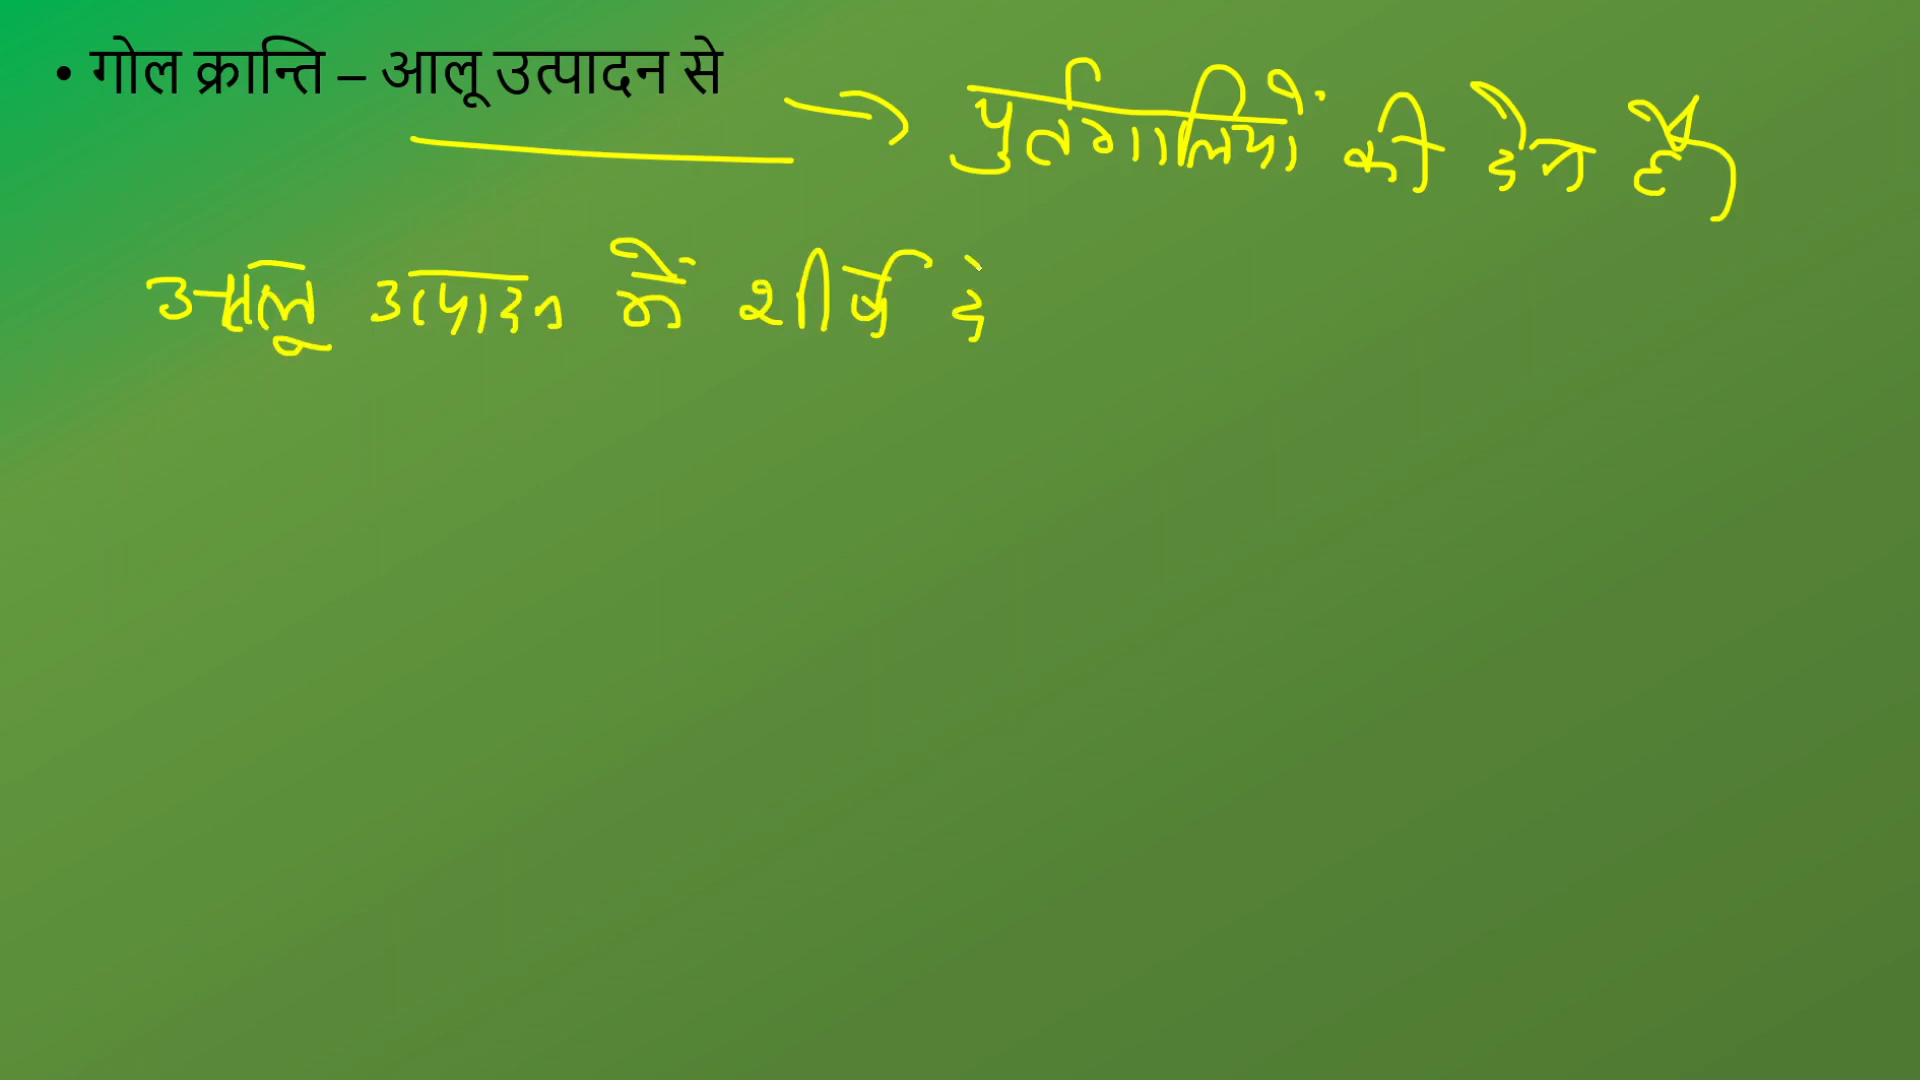 • गोल क्रान्ति – आलू उत्पादन से → पुर्तगालियों की देन है
आलू उत्पादन में शीर्ष दे